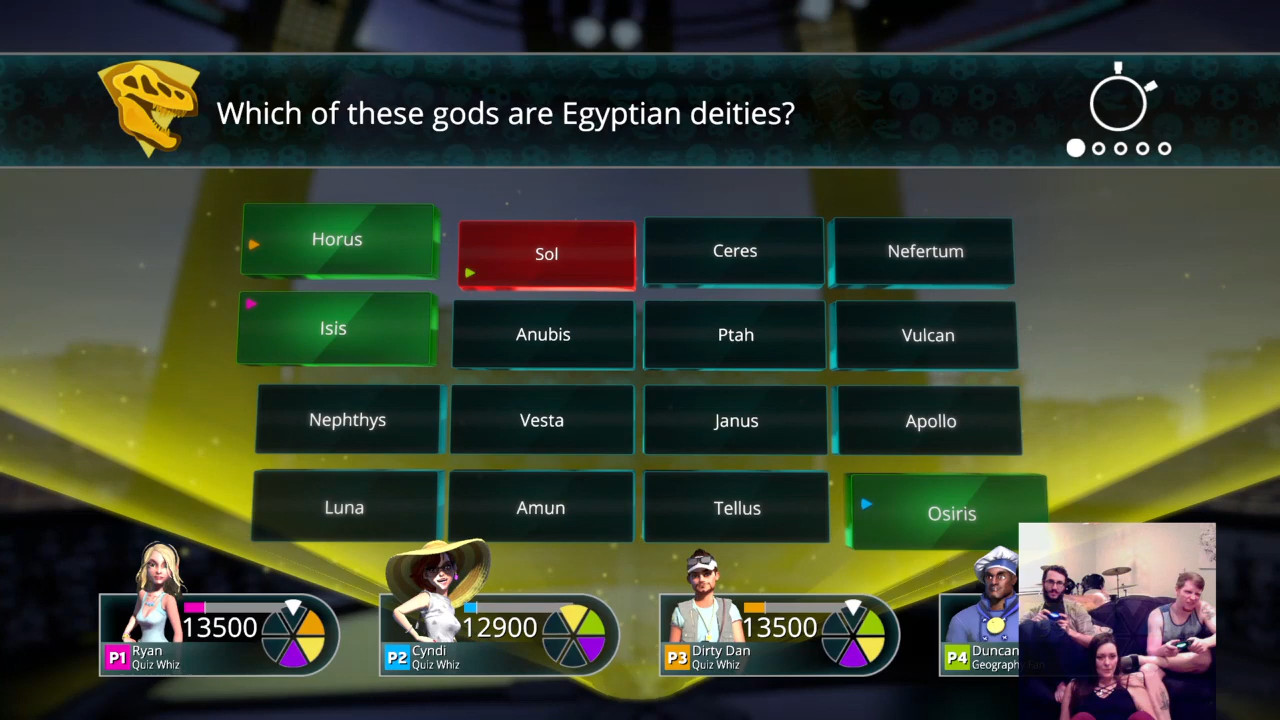 Which of these gods are Egyptian deities?
Horus
Sol
Ceres
Nefertum
Isis
Anubis
Ptah
Vulcan
Nephthys
Vesta
Janus
Apollo
Luna
Amun
Tellus
Osiris
13500
P1 Ryan
Quiz Whiz
12900
P2 Cyndi
Quiz Whiz
13500
P3 Dirty Dan
Quiz Whiz
P4 Duncan
Geography Fan